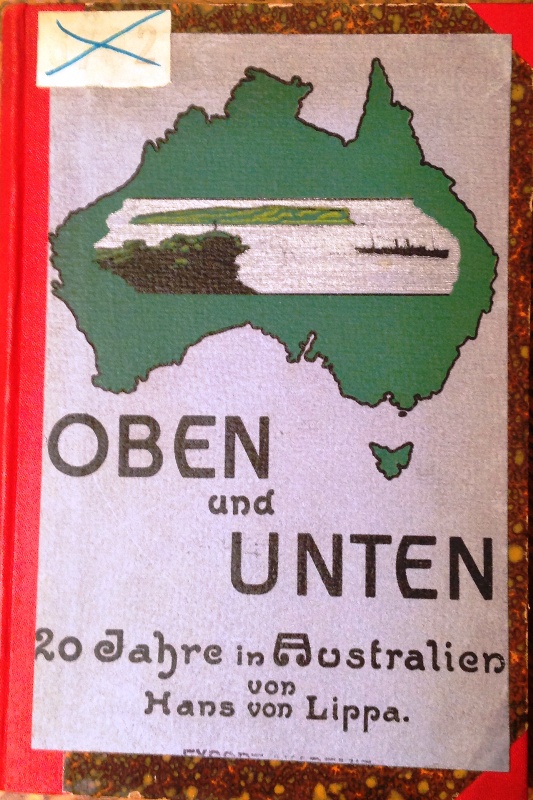 OBEN
und
UNTEN
20 Jahre in Australien
von
Hans von Lippa.